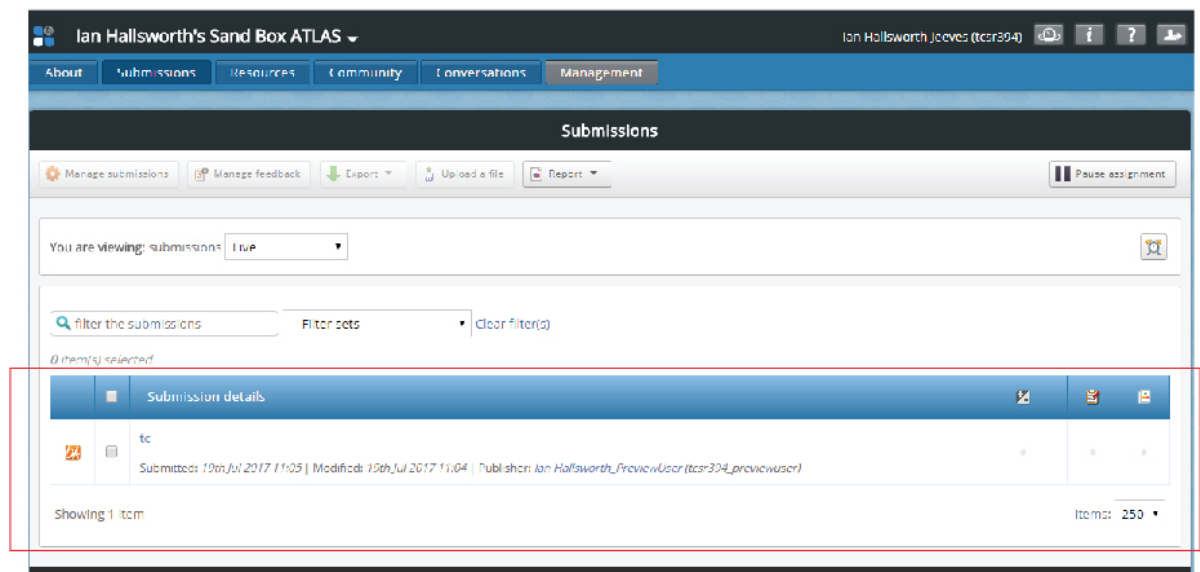 Ian Hallsworth's Sand Box ATLAS
Ian Hallsworth Jeeves (tcsr394)
i
?
About Submissions Resources Community Conversations Management
Submissions
Manage submissions Manage feedback Export Upload a file Report Pause assignment
You are viewing: submissions Live
filter the submissions Filter sets Clear filter(s)
0 item(s) selected
Submission details
tc
Submitted: 19th Jul 2017 11:05 | Modified: 19th Jul 2017 11:04 | Publisher: Ian Hallsworth_PreviewUser (tcsr394_previewuser)
Showing 1 item Items: 250